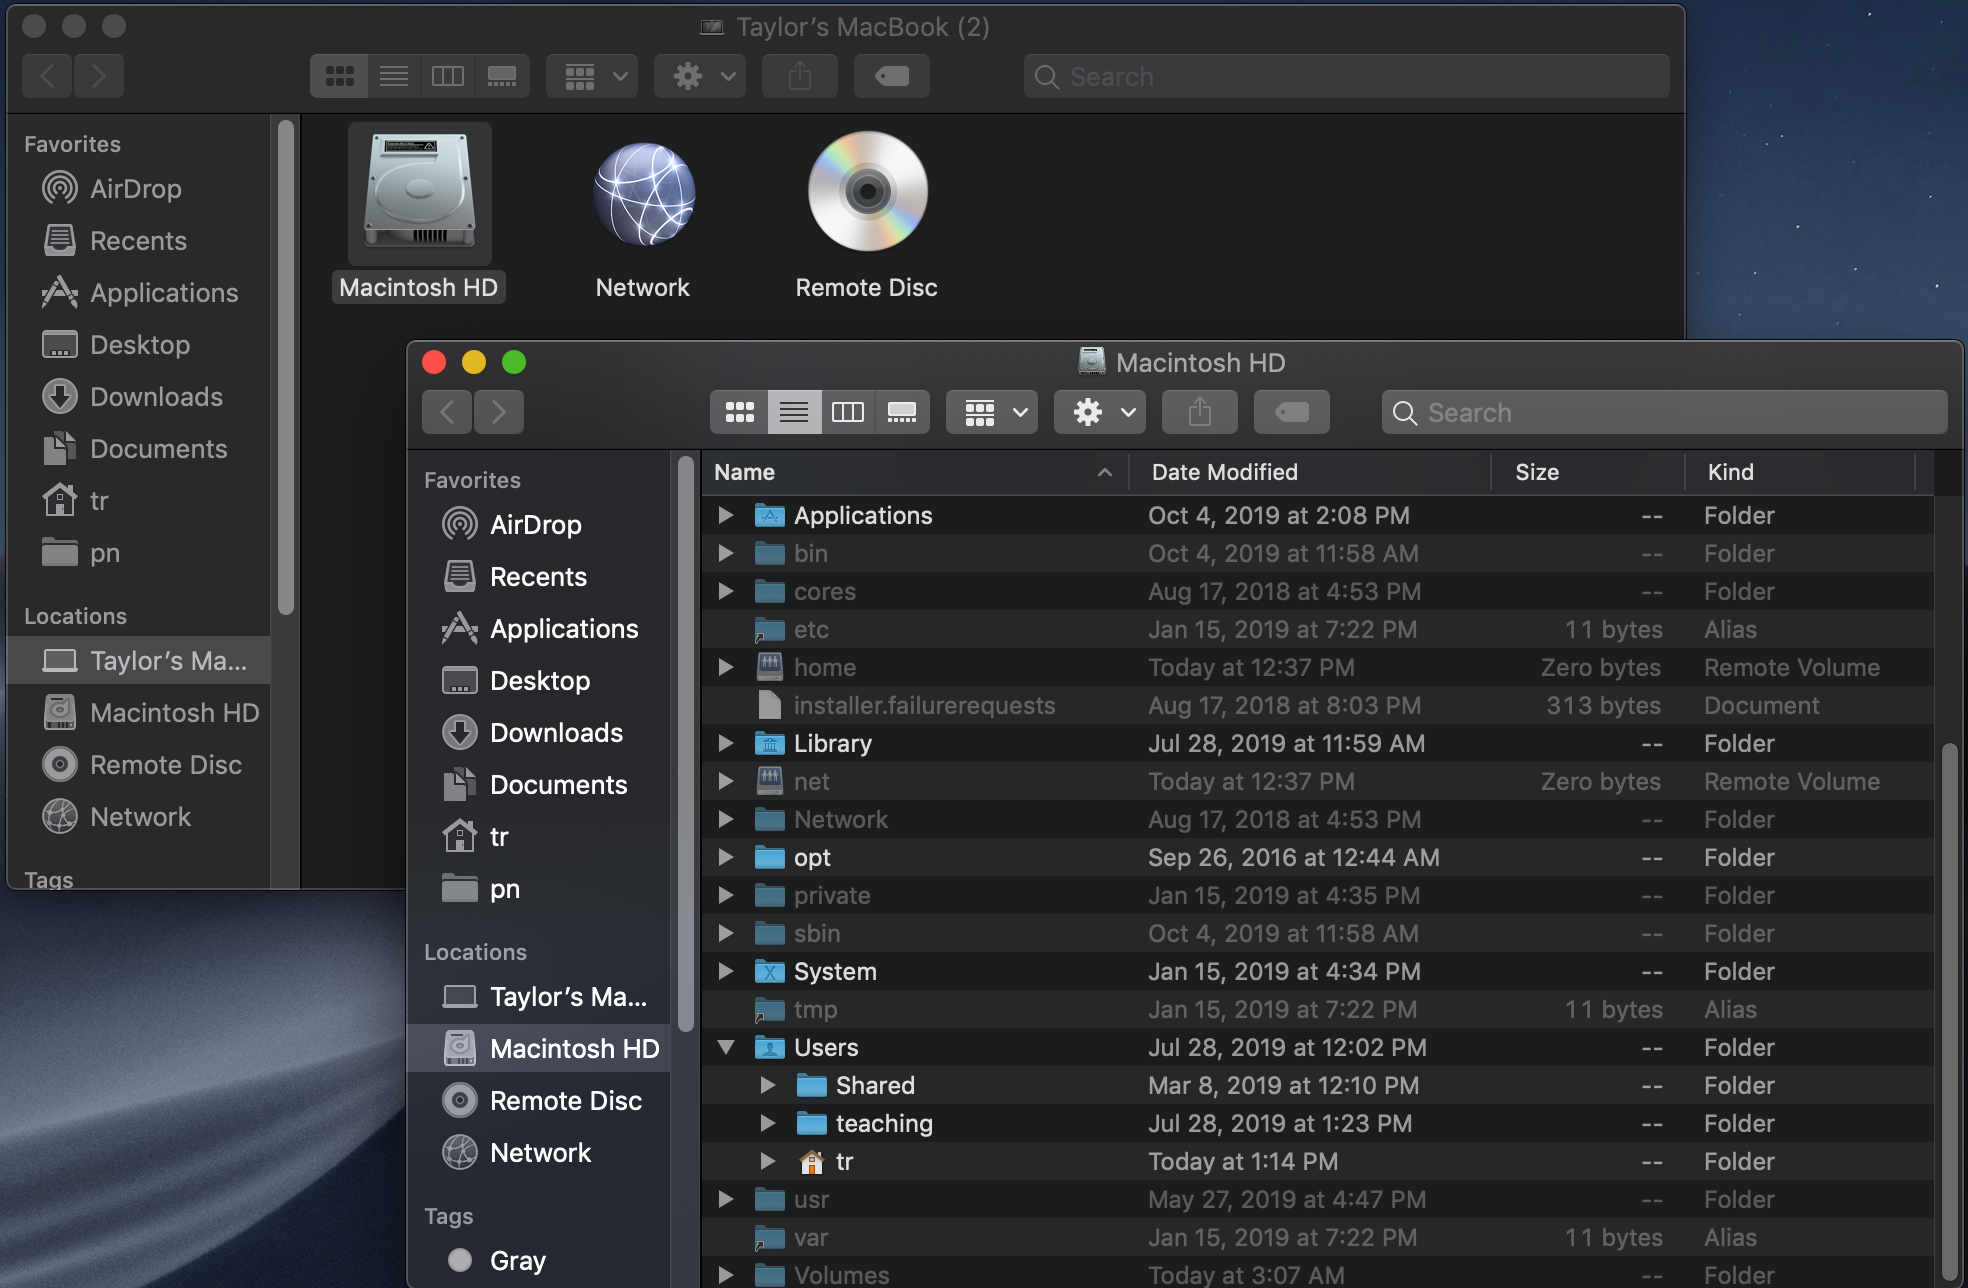 Taylor’s MacBook (2)
Search
Favorites
AirDrop
Recents
Applications
Desktop
Downloads
Documents
tr
pn
Locations
Taylor’s Ma...
Macintosh HD
Remote Disc
Network
Tags
Macintosh HD
Network
Remote Disc
Macintosh HD
Search
Favorites
AirDrop
Recents
Applications
Desktop
Downloads
Documents
tr
pn
Locations
Taylor’s Ma...
Macintosh HD
Remote Disc
Network
Tags
Gray
Name Date Modified Size Kind
Applications Oct 4, 2019 at 2:08 PM -- Folder
bin Oct 4, 2019 at 11:58 AM -- Folder
cores Aug 17, 2018 at 4:53 PM -- Folder
etc Jan 15, 2019 at 7:22 PM 11 bytes Alias
home Today at 12:37 PM Zero bytes Remote Volume
installer.failurerequests Aug 17, 2018 at 8:03 PM 313 bytes Document
Library Jul 28, 2019 at 11:59 AM -- Folder
net Today at 12:37 PM Zero bytes Remote Volume
Network Aug 17, 2018 at 4:53 PM -- Folder
opt Sep 26, 2016 at 12:44 AM -- Folder
private Jan 15, 2019 at 4:35 PM -- Folder
sbin Oct 4, 2019 at 11:58 AM -- Folder
System Jan 15, 2019 at 4:34 PM -- Folder
tmp Jan 15, 2019 at 7:22 PM 11 bytes Alias
Users Jul 28, 2019 at 12:02 PM -- Folder
Shared Mar 8, 2019 at 12:10 PM -- Folder
teaching Jul 28, 2019 at 1:23 PM -- Folder
tr Today at 1:14 PM -- Folder
usr May 27, 2019 at 4:47 PM -- Folder
var Jan 15, 2019 at 7:22 PM 11 bytes Alias
Volumes Today at 3:07 AM -- Folder